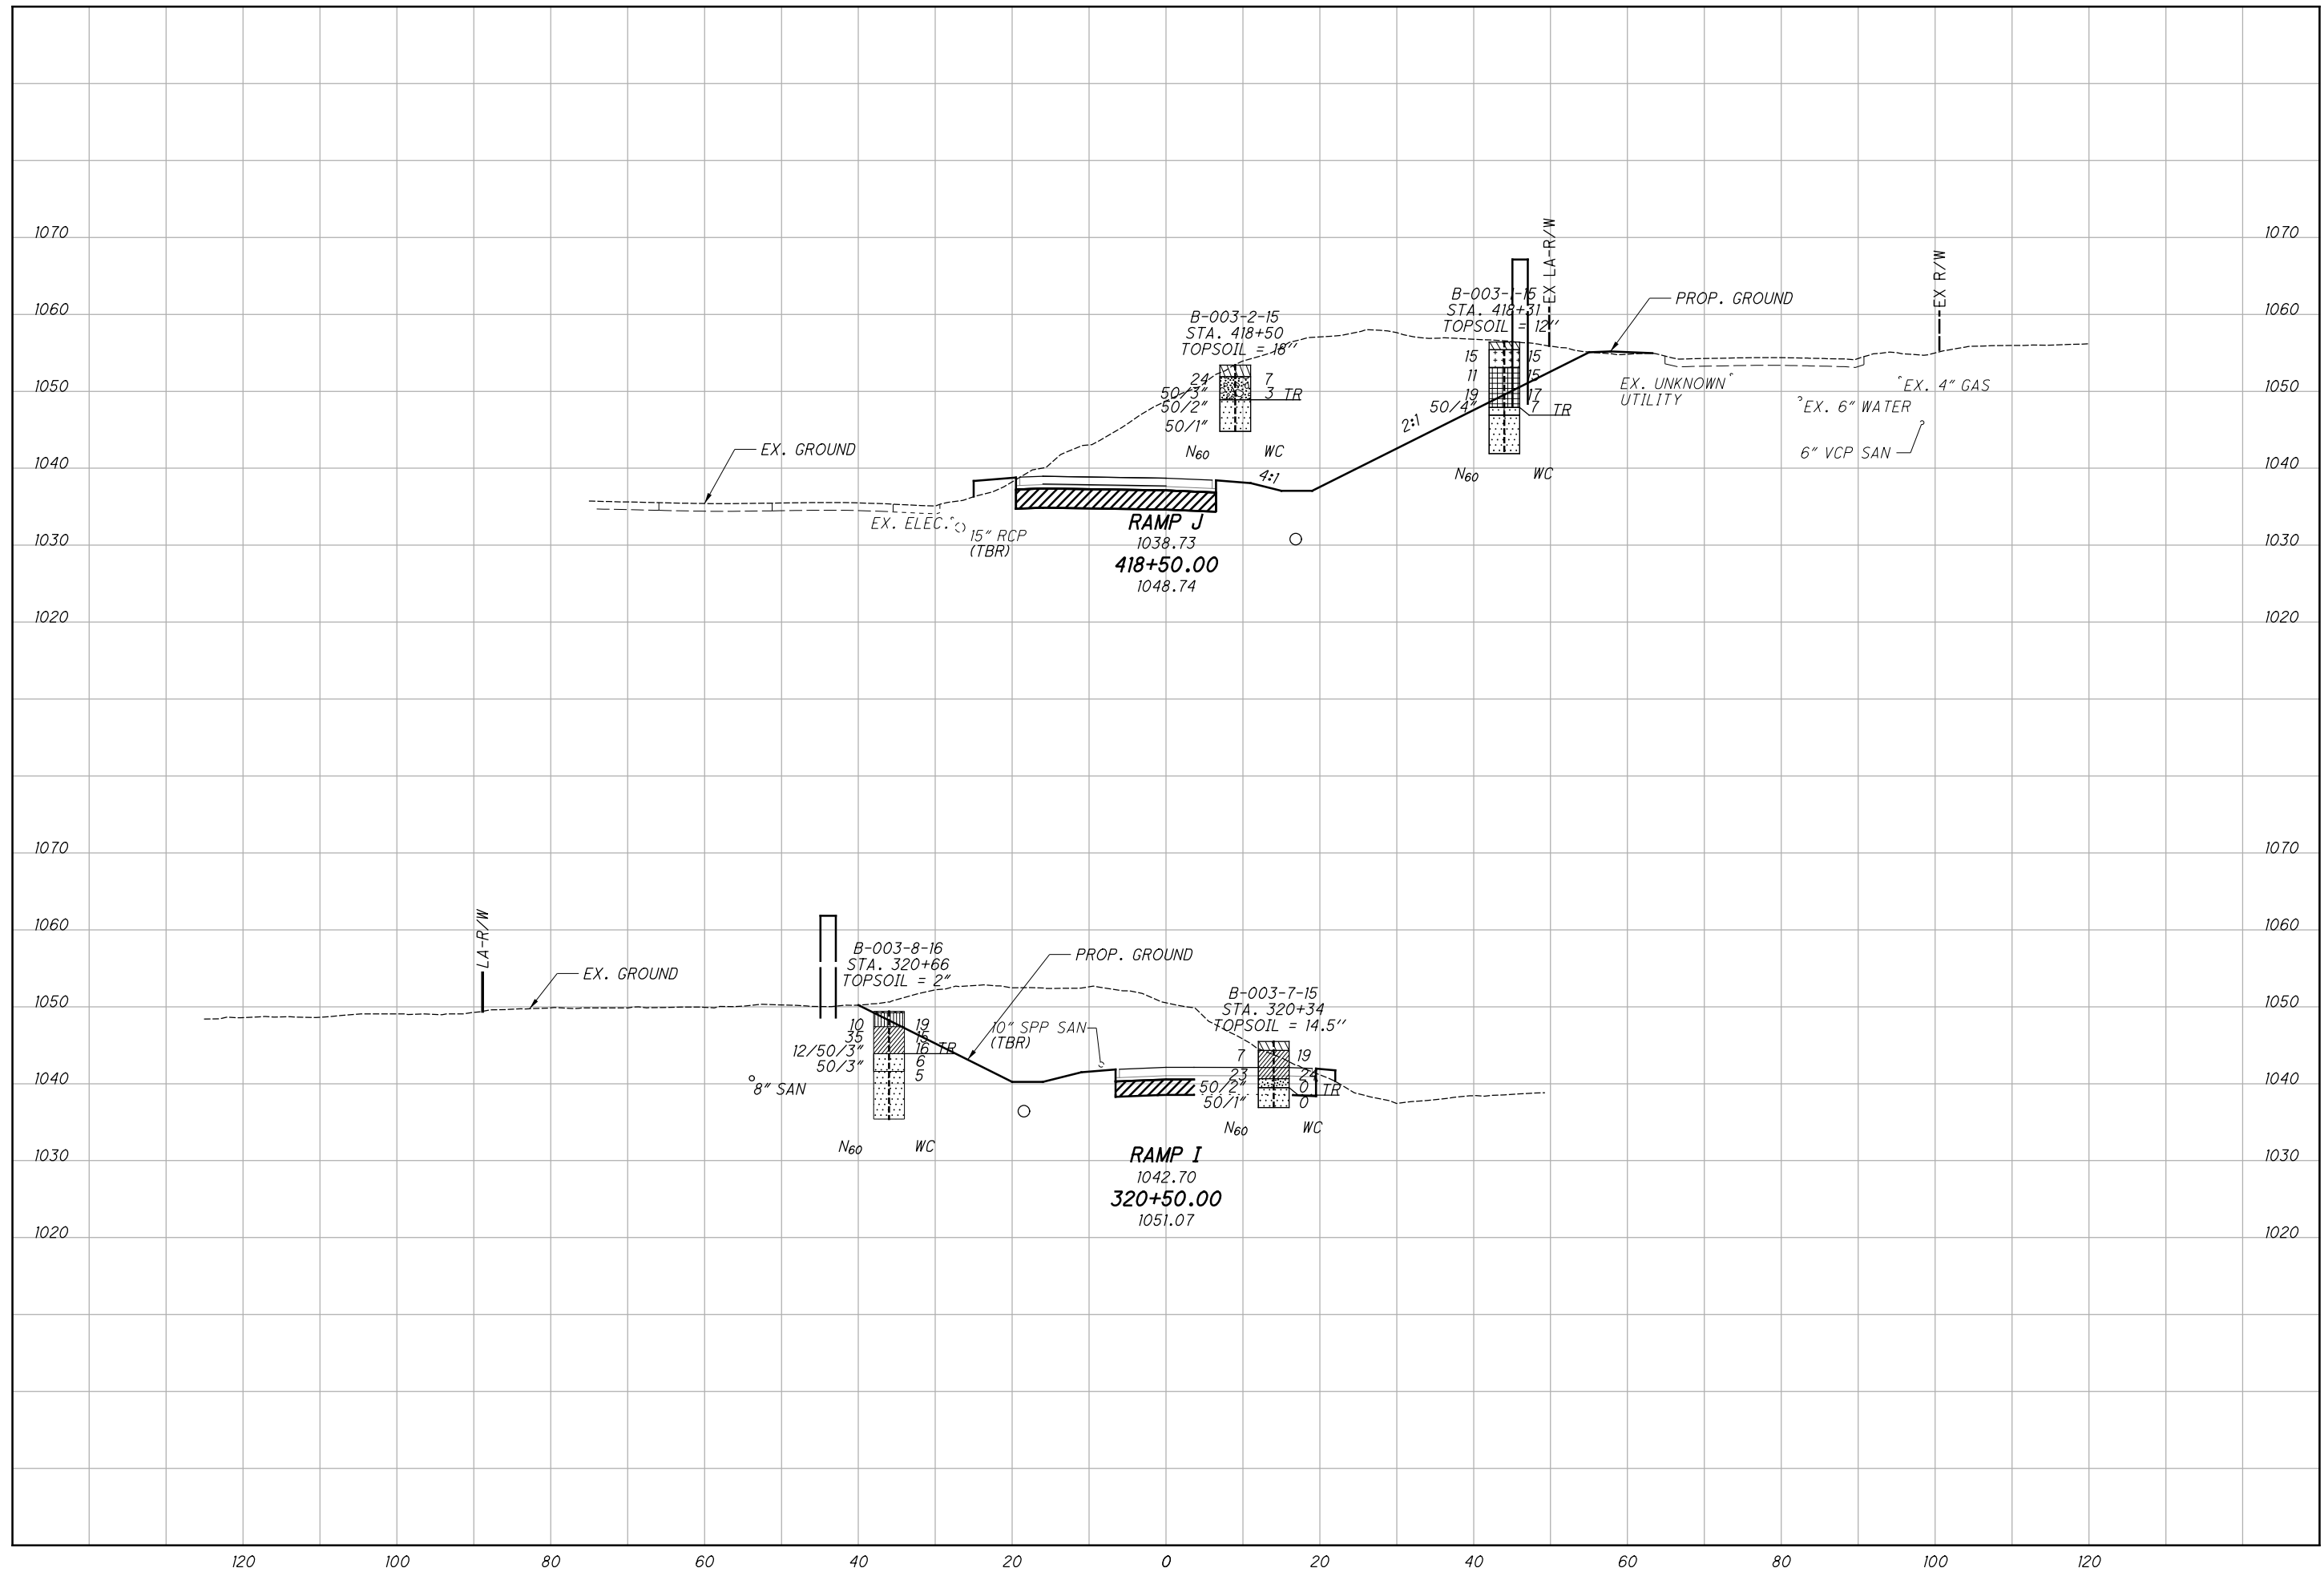 1070
1070
EX LA-R/W
EX R/W
B-003-1-15
STA. 418+31
TOPSOIL = 12''
PROP. GROUND
1060
1060
B-003-2-15
STA. 418+50
TOPSOIL = 18''
15 15
11 15
19 17
50/4" 7 TR
24 7
50/3" 3 TR
50/2"
50/1"
1050
1050
EX. UNKNOWN
UTILITY
EX. 4" GAS
EX. 6" WATER
6" VCP SAN
2:1
EX. GROUND
N60 WC
N60 WC
4:1
1040
1040
EX. ELEC.
15" RCP
(TBR)
RAMP J
1038.73
418+50.00
1048.74
1030
1030
1020
1020
1070
1070
1060
1060
LA-R/W
EX. GROUND
B-003-8-16
STA. 320+66
TOPSOIL = 2"
PROP. GROUND
B-003-7-15
STA. 320+34
TOPSOIL = 14.5''
1050
1050
10 19
35 15
12/50/3" 16 TR
50/3" 6
5
10" SPP SAN
(TBR)
7 19
23 24
50/2" 0 TR
50/1" 0
1040
1040
8" SAN
N60 WC
N60 WC
1030
1030
RAMP I
1042.70
320+50.00
1051.07
1020
1020
120 100 80 60 40 20 0 20 40 60 80 100 120